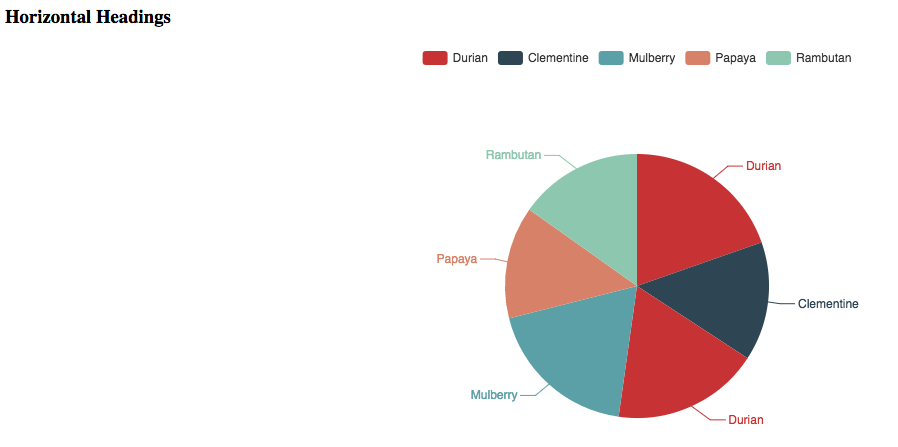 Horizontal Headings
Durian Clementine Mulberry Papaya Rambutan
Rambutan
Durian
Papaya
Clementine
Mulberry
Durian